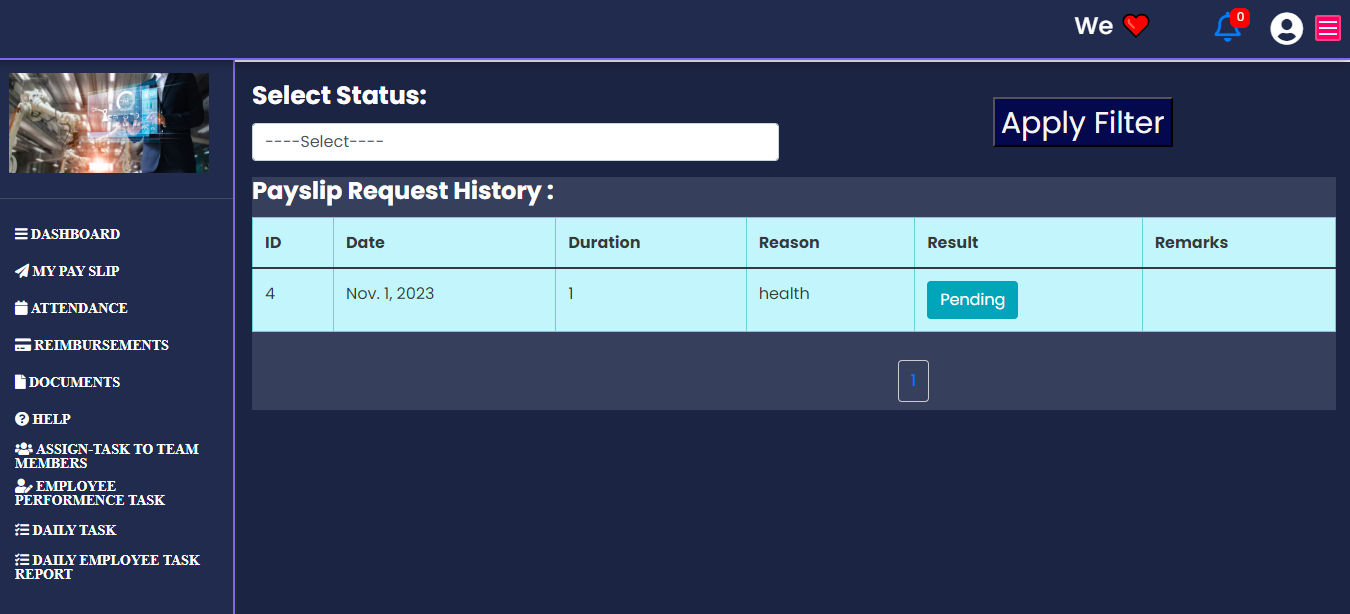 We
0
Select Status:
----Select----
Apply Filter
Payslip Request History :
ID Date Duration Reason Result Remarks
4 Nov. 1, 2023 1 health Pending
1
DASHBOARD
MY PAY SLIP
ATTENDANCE
REIMBURSEMENTS
DOCUMENTS
HELP
ASSIGN-TASK TO TEAM
MEMBERS
EMPLOYEE
PERFORMENCE TASK
DAILY TASK
DAILY EMPLOYEE TASK
REPORT